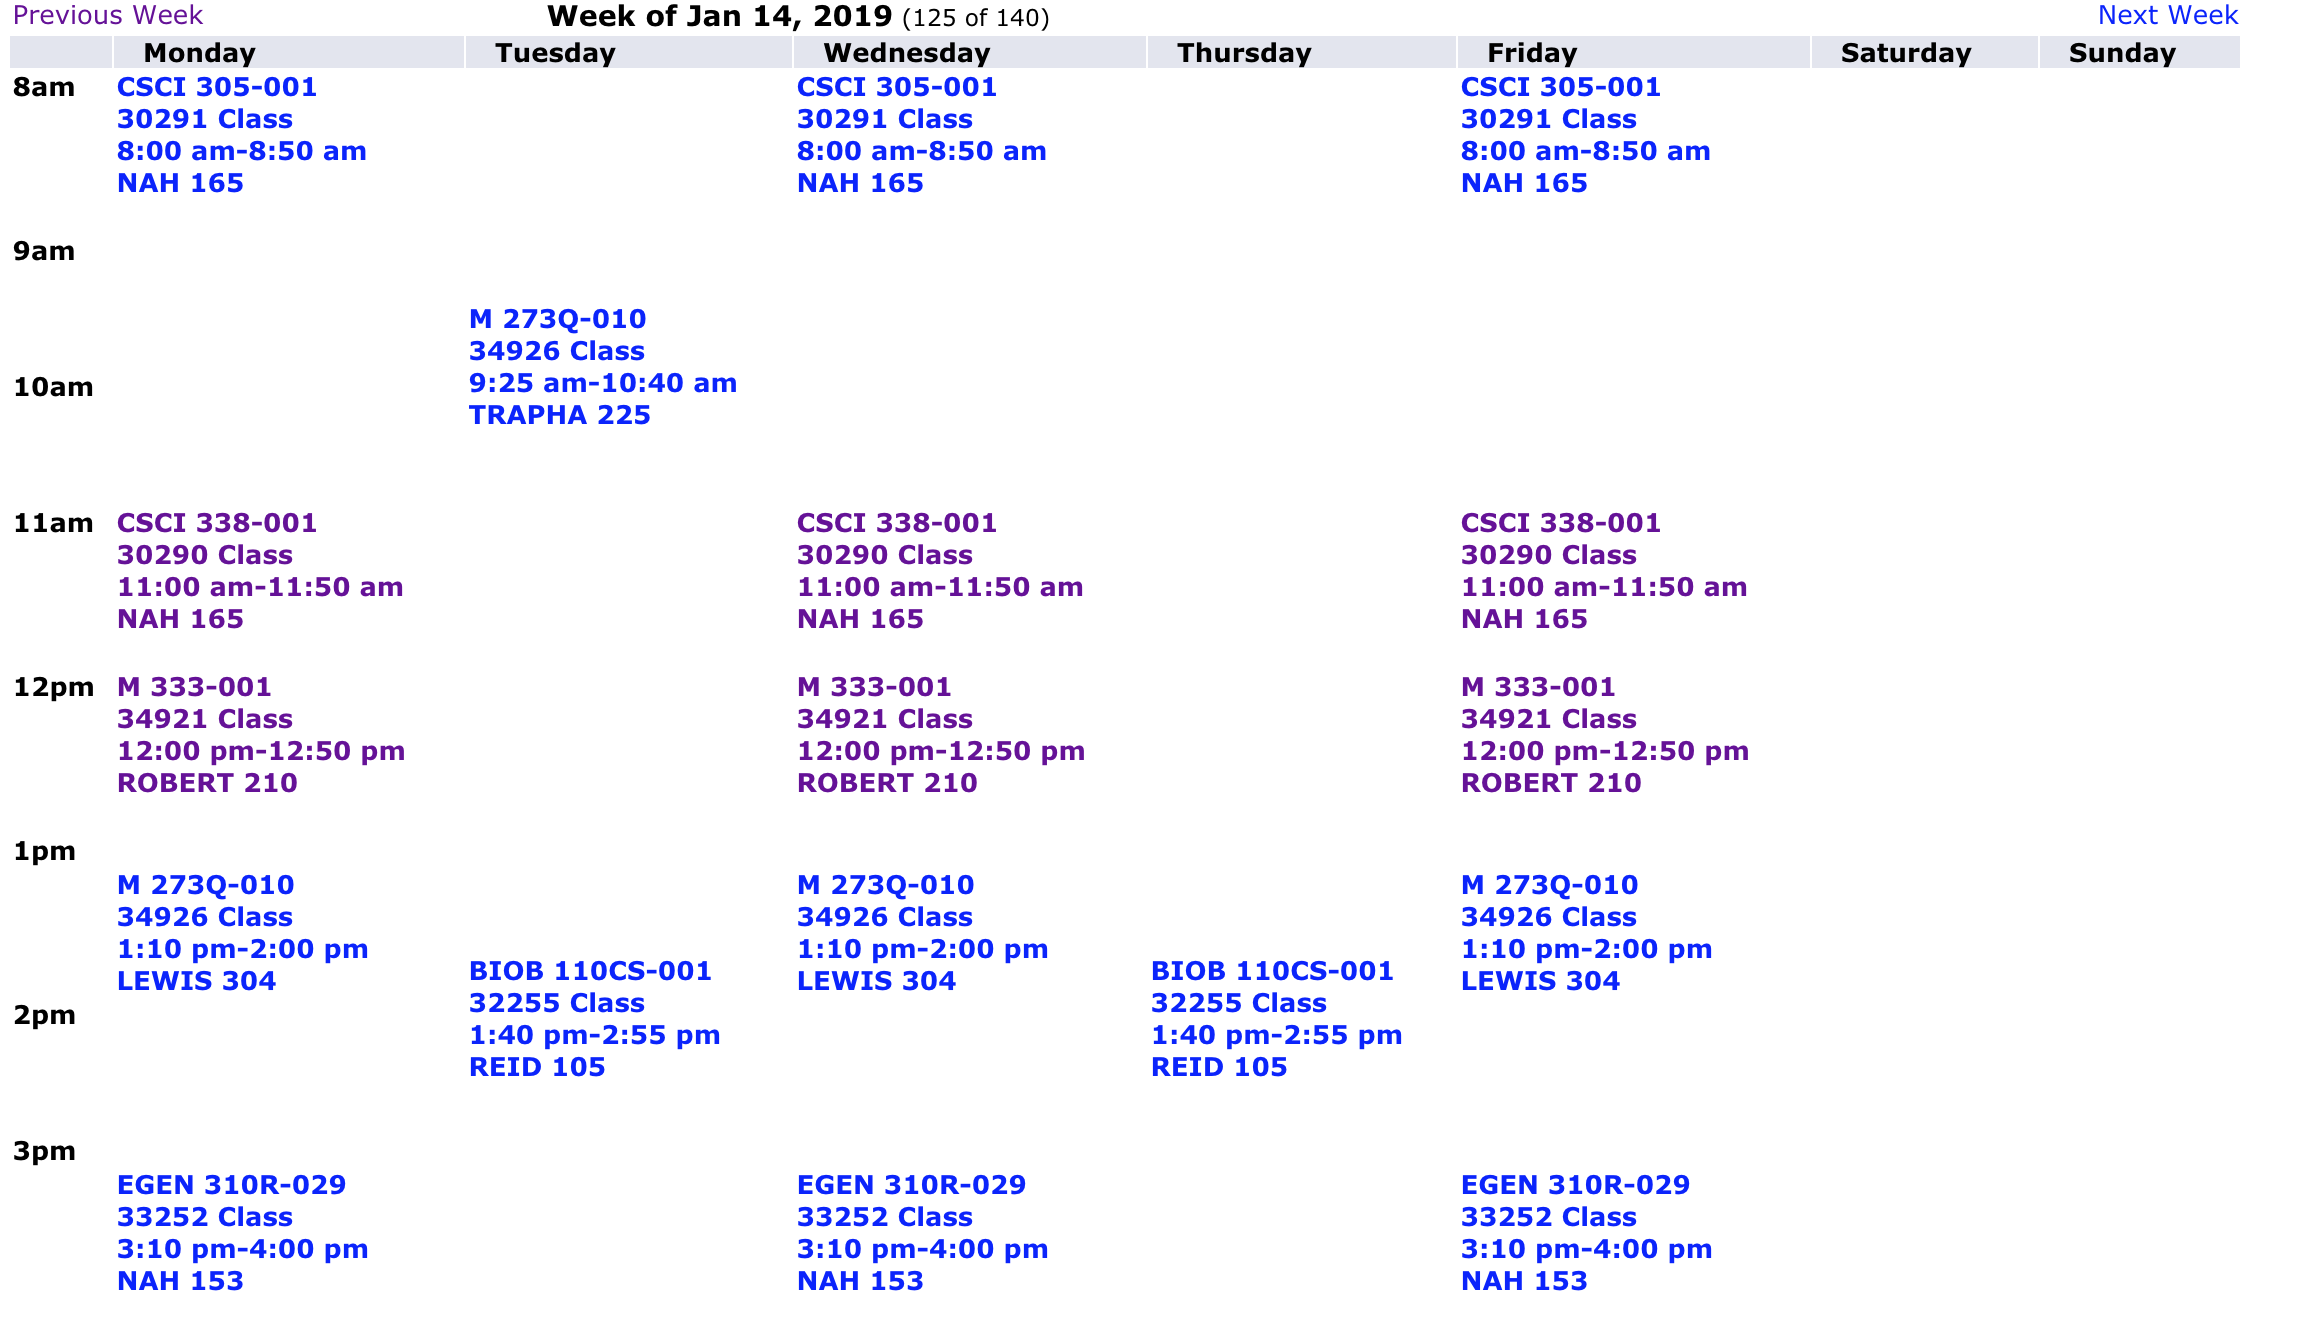 Previous Week Week of Jan 14, 2019 (125 of 140) Next Week
Monday Tuesday Wednesday Thursday Friday Saturday Sunday
8am CSCI 305-001 CSCI 305-001 CSCI 305-001
30291 Class 30291 Class 30291 Class
8:00 am-8:50 am 8:00 am-8:50 am 8:00 am-8:50 am
NAH 165 NAH 165 NAH 165
9am
M 273Q-010
34926 Class
10am 9:25 am-10:40 am
TRAPHA 225
11am CSCI 338-001 CSCI 338-001 CSCI 338-001
30290 Class 30290 Class 30290 Class
11:00 am-11:50 am 11:00 am-11:50 am 11:00 am-11:50 am
NAH 165 NAH 165 NAH 165
12pm M 333-001 M 333-001 M 333-001
34921 Class 34921 Class 34921 Class
12:00 pm-12:50 pm 12:00 pm-12:50 pm 12:00 pm-12:50 pm
ROBERT 210 ROBERT 210 ROBERT 210
1pm
M 273Q-010 M 273Q-010 M 273Q-010
34926 Class 34926 Class 34926 Class
1:10 pm-2:00 pm 1:10 pm-2:00 pm 1:10 pm-2:00 pm
LEWIS 304 BIOB 110CS-001 LEWIS 304 BIOB 110CS-001 LEWIS 304
2pm 32255 Class 32255 Class
1:40 pm-2:55 pm 1:40 pm-2:55 pm
REID 105 REID 105
3pm
EGEN 310R-029 EGEN 310R-029 EGEN 310R-029
33252 Class 33252 Class 33252 Class
3:10 pm-4:00 pm 3:10 pm-4:00 pm 3:10 pm-4:00 pm
NAH 153 NAH 153 NAH 153